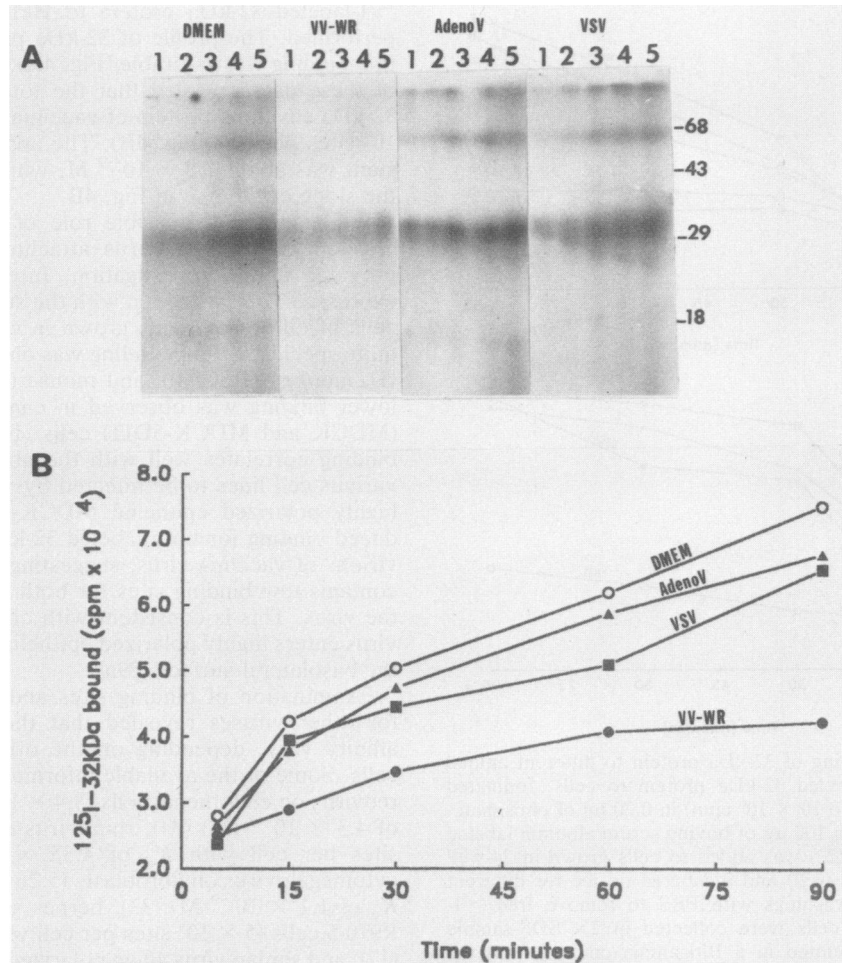 DMEM VV-WR AdenoV VSV
A
1 2 3 4 5 1 2 3 4 5 1 2 3 4 5 1 2 3 4 5
-68
-43
-29
-18
B
125I-32KDa bound (cpm x 10-4)
8.0
7.0
6.0
5.0
4.0
3.0
2.0
DMEM
AdenoV
VSV
VV-WR
0 15 30 45 60 75 90
Time (minutes)